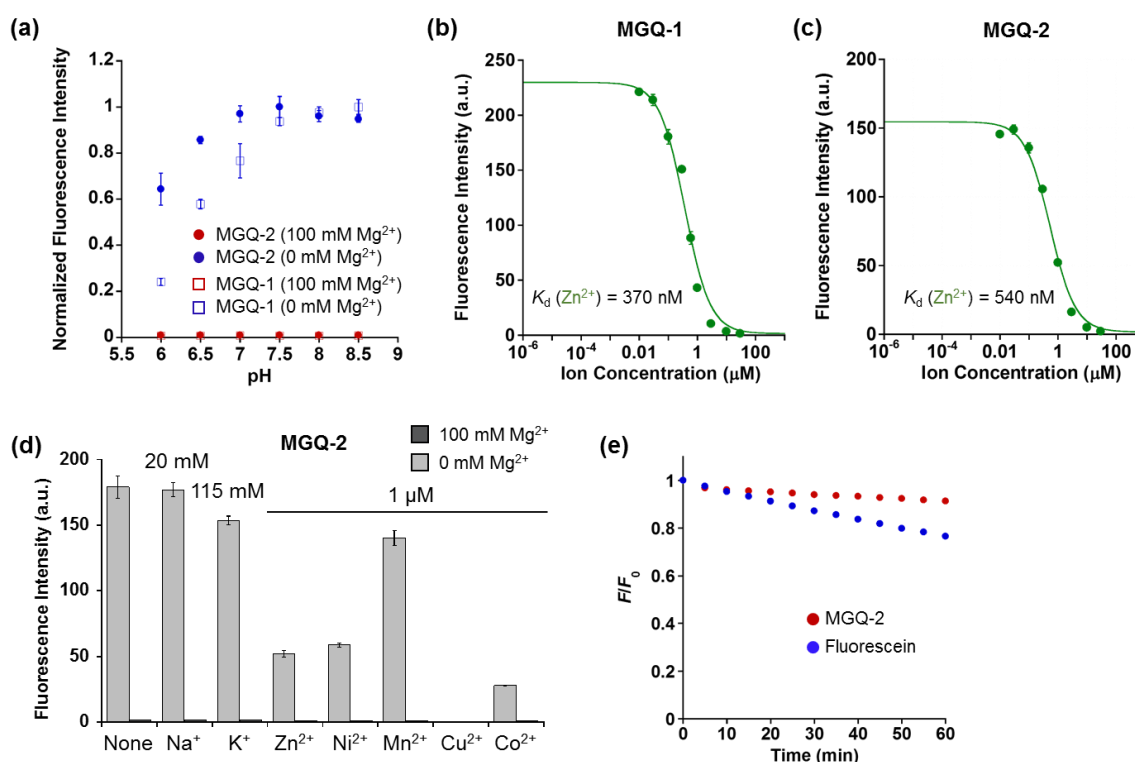 (a)
Normalized Fluorescence Intensity
1.2
1
0.8
0.6
0.4
0.2
0
5.5 6 6.5 7 7.5 8 8.5 9
pH
MGQ-2 (100 mM Mg²⁺)
MGQ-2 (0 mM Mg²⁺)
MGQ-1 (100 mM Mg²⁺)
MGQ-1 (0 mM Mg²⁺)
(b)
MGQ-1
Fluorescence Intensity (a.u.)
250
200
150
100
50
0
Kd (Zn²⁺) = 370 nM
10⁻⁶ 10⁻⁴ 0.01 1 100
Ion Concentration (μM)
(c)
MGQ-2
Fluorescence Intensity (a.u.)
200
150
100
50
0
Kd (Zn²⁺) = 540 nM
10⁻⁶ 10⁻⁴ 0.01 1 100
Ion Concentration (μM)
(d)
MGQ-2
100 mM Mg²⁺
0 mM Mg²⁺
Fluorescence Intensity (a.u.)
200
150
100
50
0
20 mM
115 mM
1 μM
None Na⁺ K⁺ Zn²⁺ Ni²⁺ Mn²⁺ Cu²⁺ Co²⁺
(e)
F/F₀
1
0.8
0.6
0.4
0.2
0
MGQ-2
Fluorescein
0 10 20 30 40 50 60
Time (min)